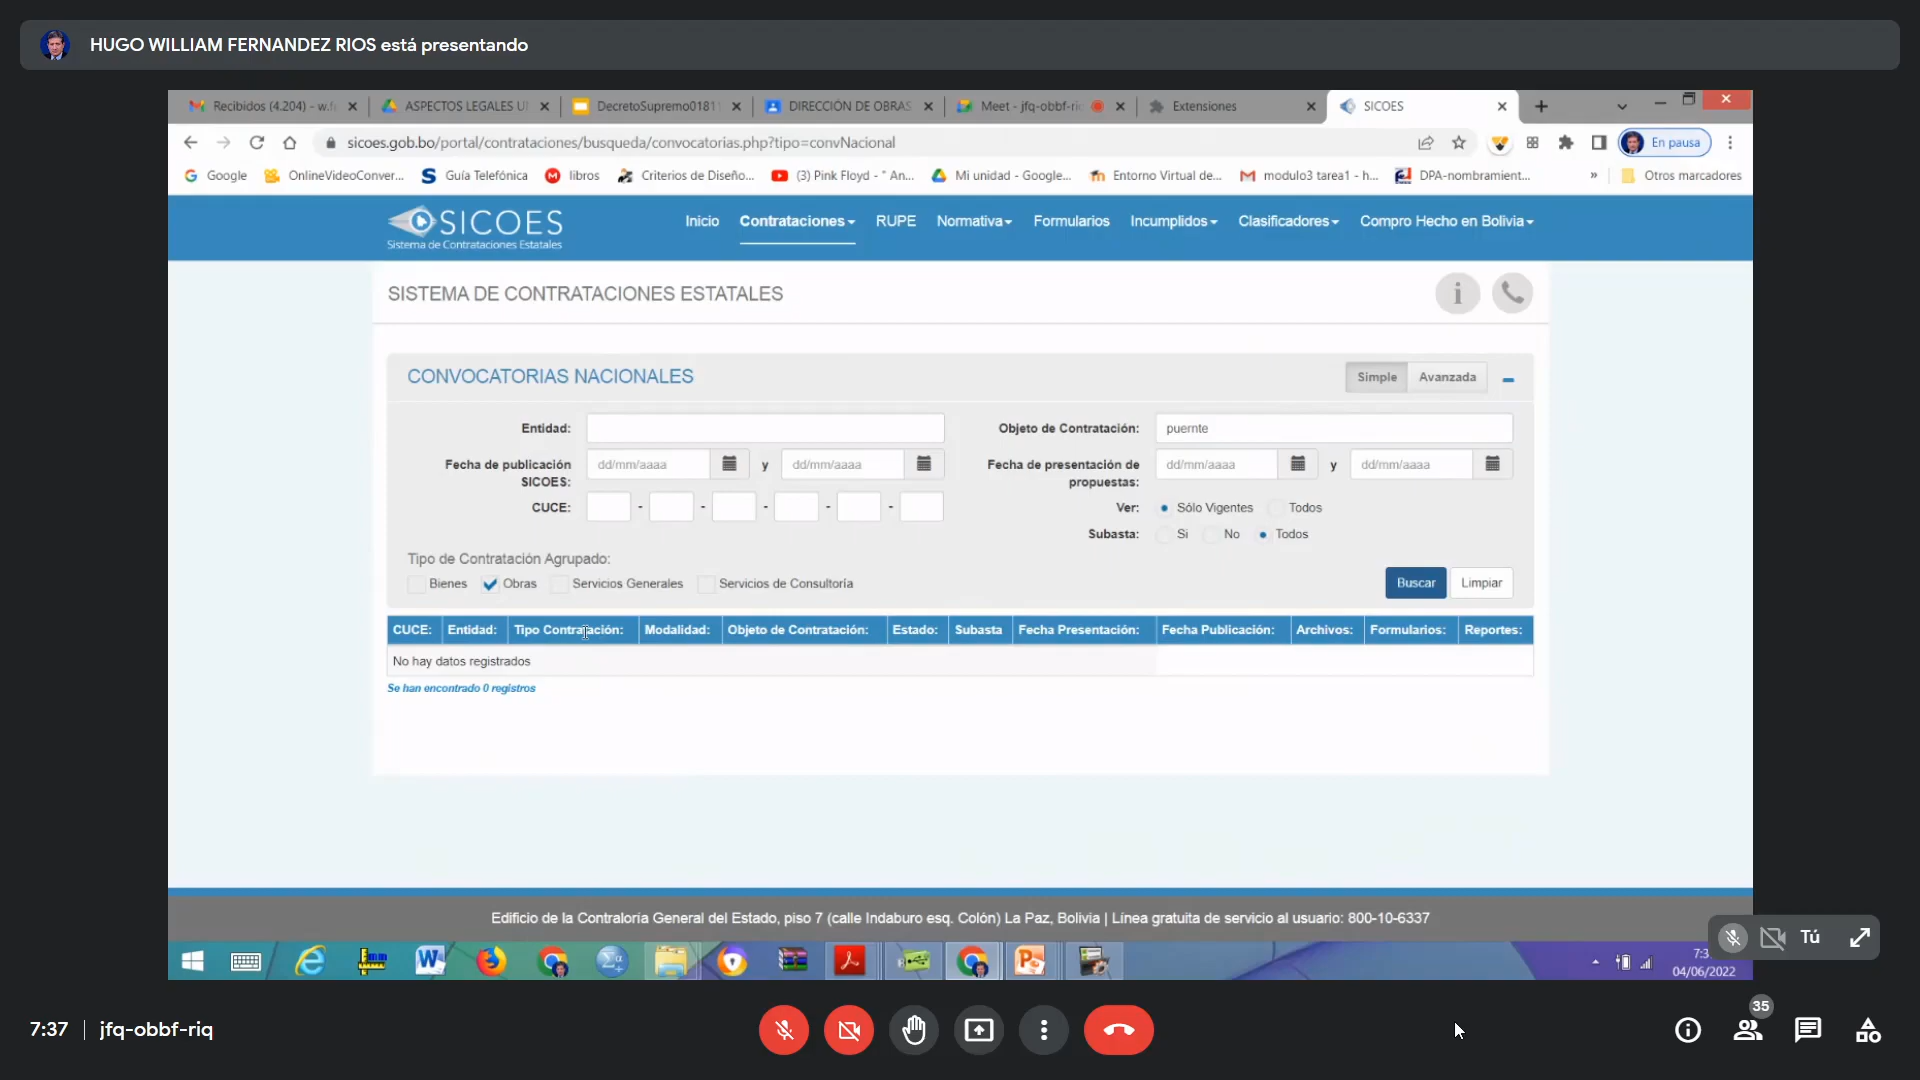 HUGO WILLIAM FERNANDEZ RIOS está presentando
Recibidos (4.204) - w.f
ASPECTOS LEGALES U
DecretoSupremo0181
DIRECCIÓN DE OBRAS
Meet - jfq-obbf-ric
Extensiones
SICOES
sicoes.gob.bo/portal/contrataciones/busqueda/convocatorias.php?tipo=convNacional
En pausa
Google
OnlineVideoConver...
Guía Telefónica
libros
Criterios de Diseño...
(3) Pink Floyd - " An...
Mi unidad - Google...
Entorno Virtual de...
modulo3 tarea1 - h...
DPA-nombramient...
»
Otros marcadores
SICOES
Sistema de Contrataciones Estatales
Inicio
Contrataciones
RUPE
Normativa
Formularios
Incumplidos
Clasificadores
Compro Hecho en Bolivia
SISTEMA DE CONTRATACIONES ESTATALES
CONVOCATORIAS NACIONALES
Simple
Avanzada
Entidad:
Objeto de Contratación:
puernte
Fecha de publicación SICOES:
dd/mm/aaaa
y
dd/mm/aaaa
Fecha de presentación de propuestas:
dd/mm/aaaa
y
dd/mm/aaaa
CUCE:
- - - - -
Ver:
Sólo Vigentes
Todos
Subasta:
Si
No
Todos
Tipo de Contratación Agrupado:
Bienes
Obras
Servicios Generales
Servicios de Consultoría
Buscar
Limpiar
CUCE: Entidad: Tipo Contratación: Modalidad: Objeto de Contratación: Estado: Subasta Fecha Presentación: Fecha Publicación: Archivos: Formularios: Reportes:
No hay datos registrados
Se han encontrado 0 registros
Edificio de la Contraloría General del Estado, piso 7 (calle Indaburo esq. Colón) La Paz, Bolivia | Línea gratuita de servicio al usuario: 800-10-6337
Tú
04/06/2022
7:37
jfq-obbf-riq
35